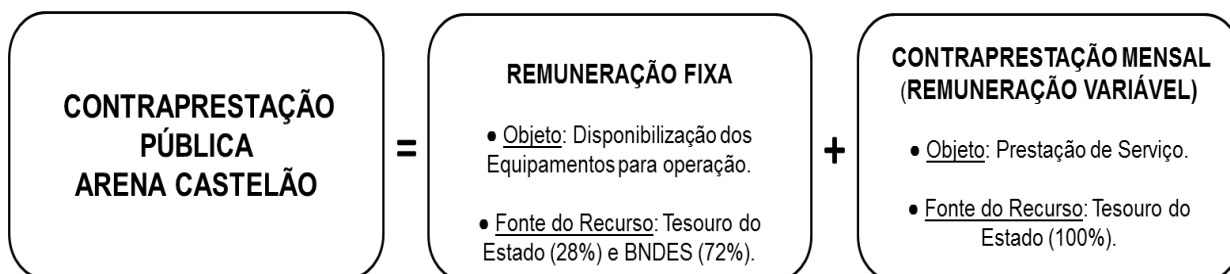 CONTRAPRESTAÇÃO
PÚBLICA
ARENA CASTELÃO
=
REMUNERAÇÃO FIXA
● Objeto: Disponibilização dos
Equipamentos para operação.
● Fonte do Recurso: Tesouro do
Estado (28%) e BNDES (72%).
+
CONTRAPRESTAÇÃO MENSAL
(REMUNERAÇÃO VARIÁVEL)
● Objeto: Prestação de Serviço.
● Fonte do Recurso: Tesouro do
Estado (100%).